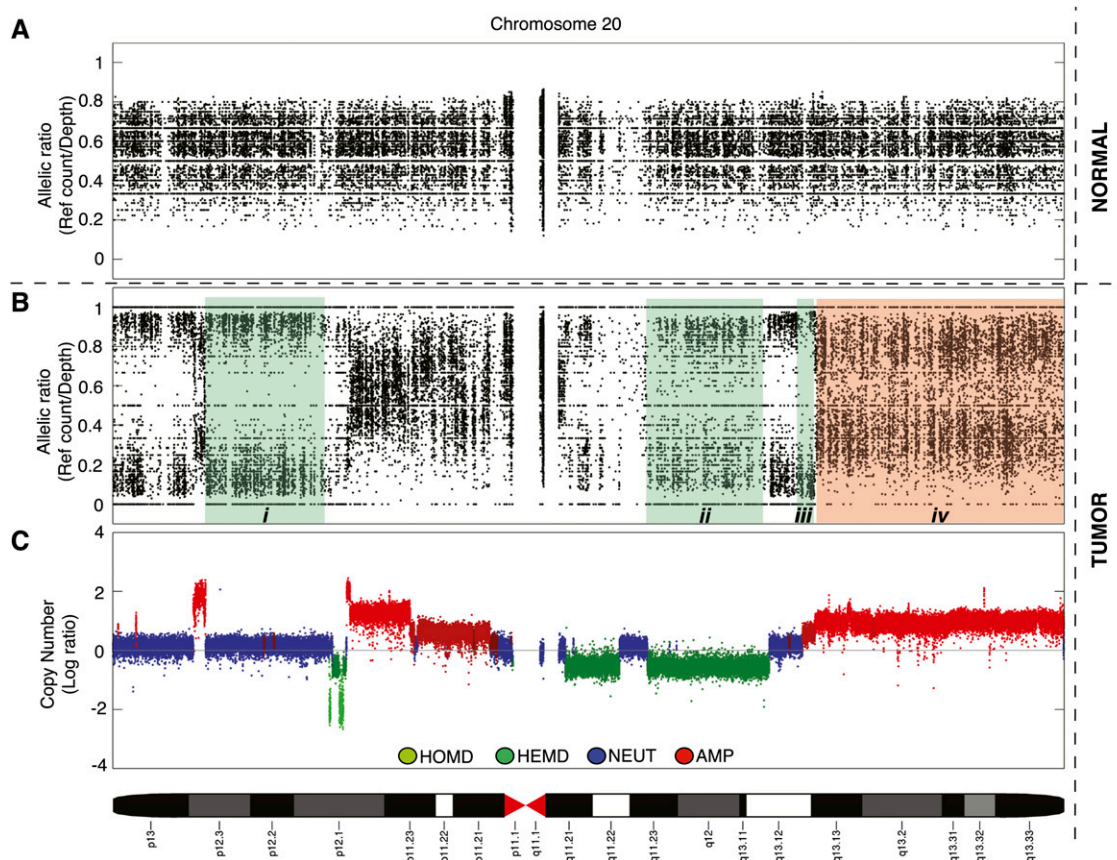 Chromosome 20
A
1
0.8
0.6
0.4
0.2
0
Allelic ratio
(Ref count/Depth)
NORMAL
B
1
0.8
0.6
0.4
0.2
0
Allelic ratio
(Ref count/Depth)
i
ii
iii
iv
TUMOR
C
4
2
0
-2
-4
Copy Number
(Log ratio)
HOMD HEMD NEUT AMP
p13 p12.3 p12.2 p12.1 p11.23 p11.22 p11.21 p11.1 q11.1 q11.21 q11.22 q11.23 q12 q13.11 q13.12 q13.13 q13.2 q13.31 q13.32 q13.33